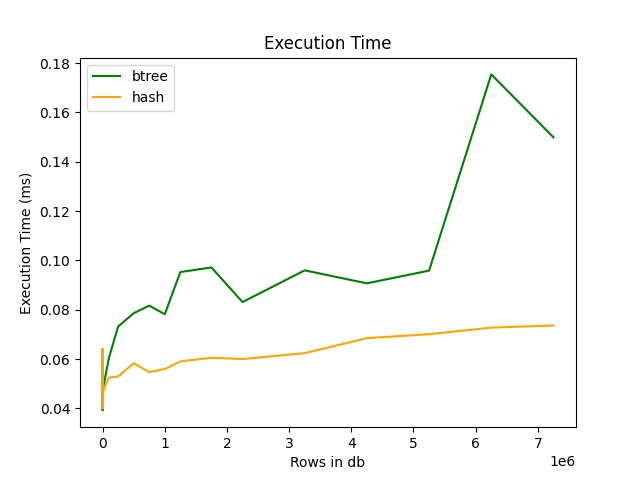 Execution Time
btree
hash
Execution Time (ms)
0.18
0.16
0.14
0.12
0.10
0.08
0.06
0.04
0 1 2 3 4 5 6 7
1e6
Rows in db